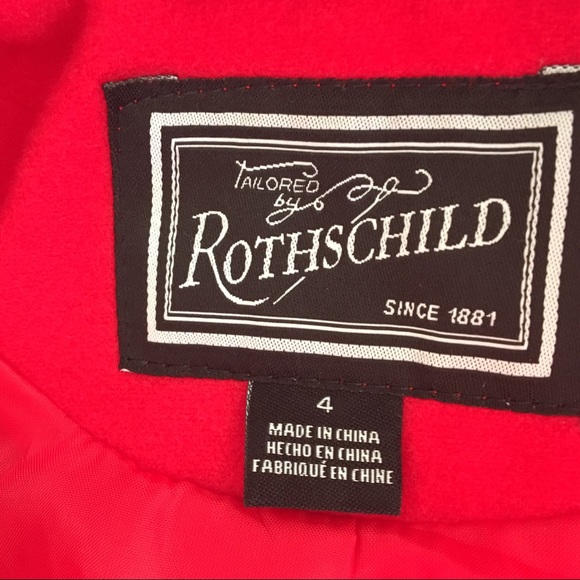 TAILORED
by
ROTHSCHILD
SINCE 1881
4
MADE IN CHINA
HECHO EN CHINA
FABRIQUÉ EN CHINE